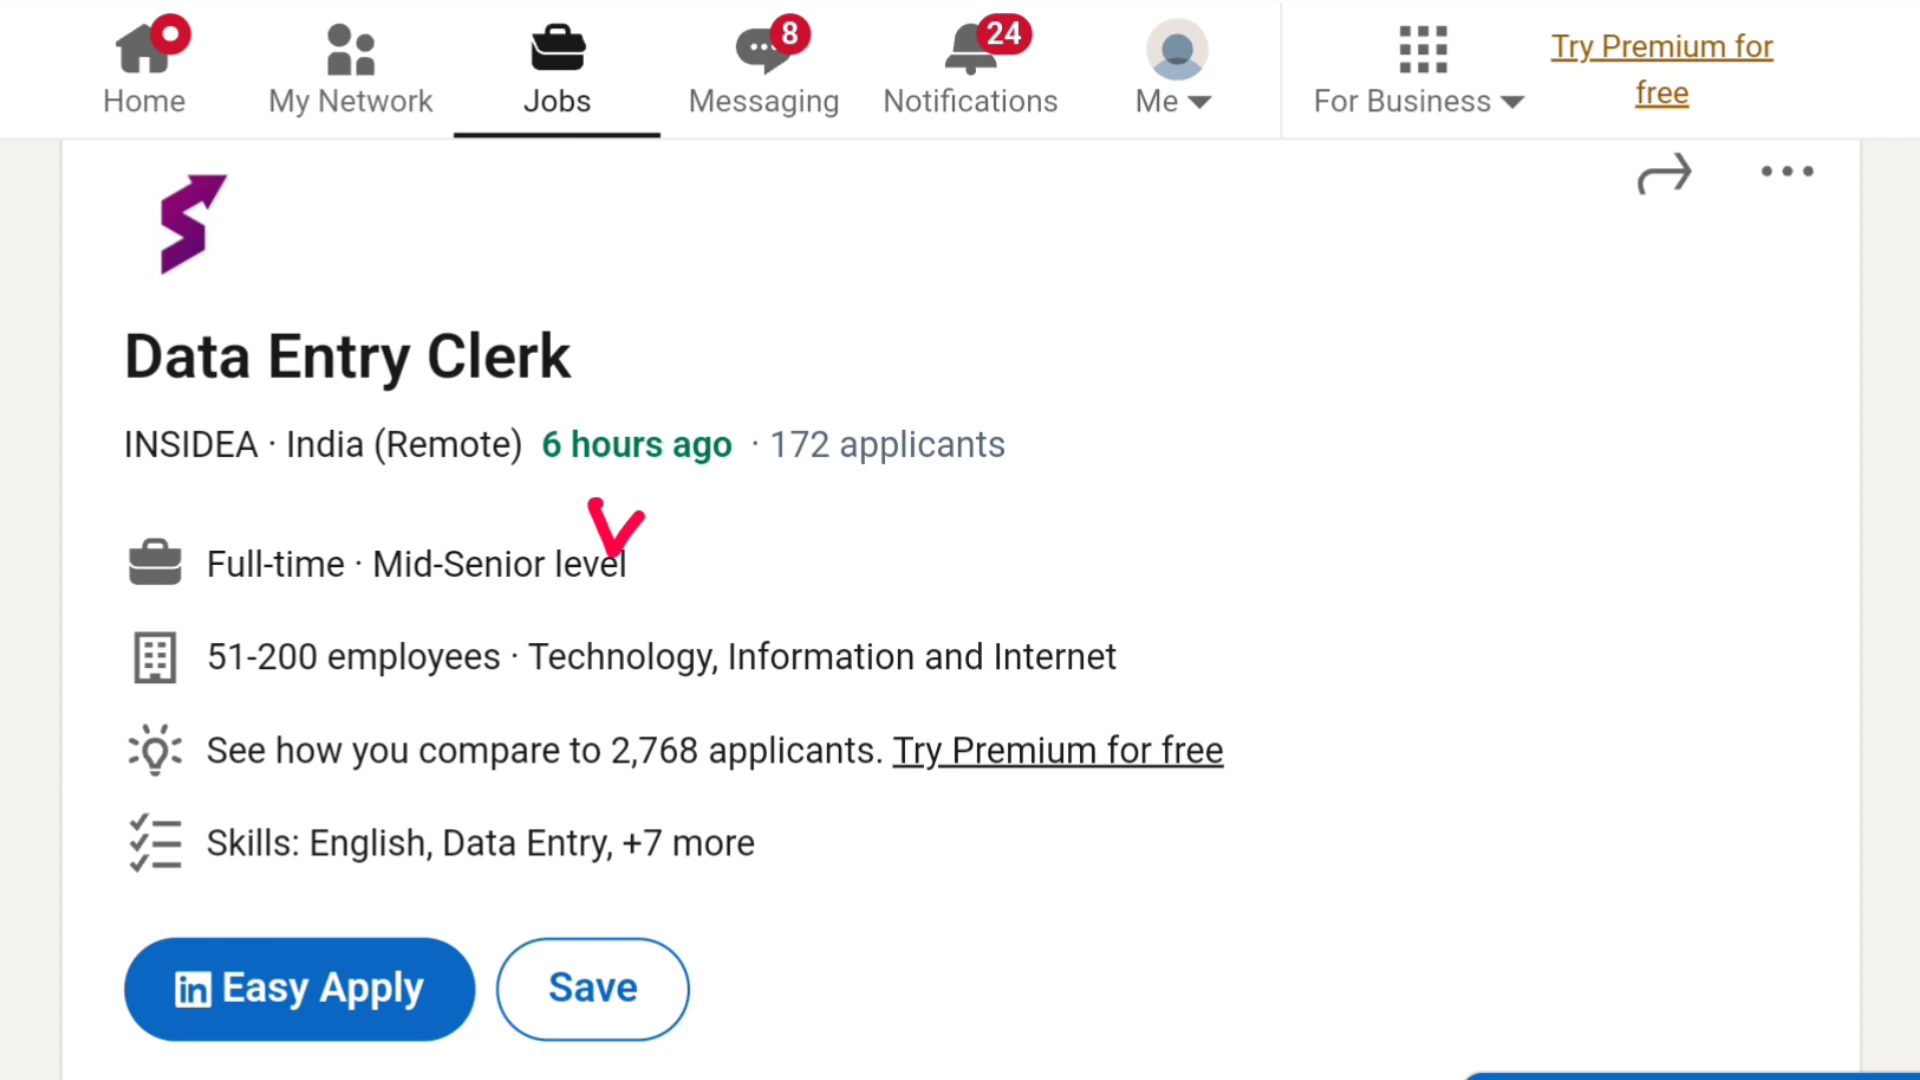 8
24
Home
My Network
Jobs
Messaging
Notifications
Me
For Business
Try Premium for
free
Data Entry Clerk
INSIDEA · India (Remote) 6 hours ago · 172 applicants
Full-time · Mid-Senior level
51-200 employees · Technology, Information and Internet
See how you compare to 2,768 applicants. Try Premium for free
Skills: English, Data Entry, +7 more
in Easy Apply
Save